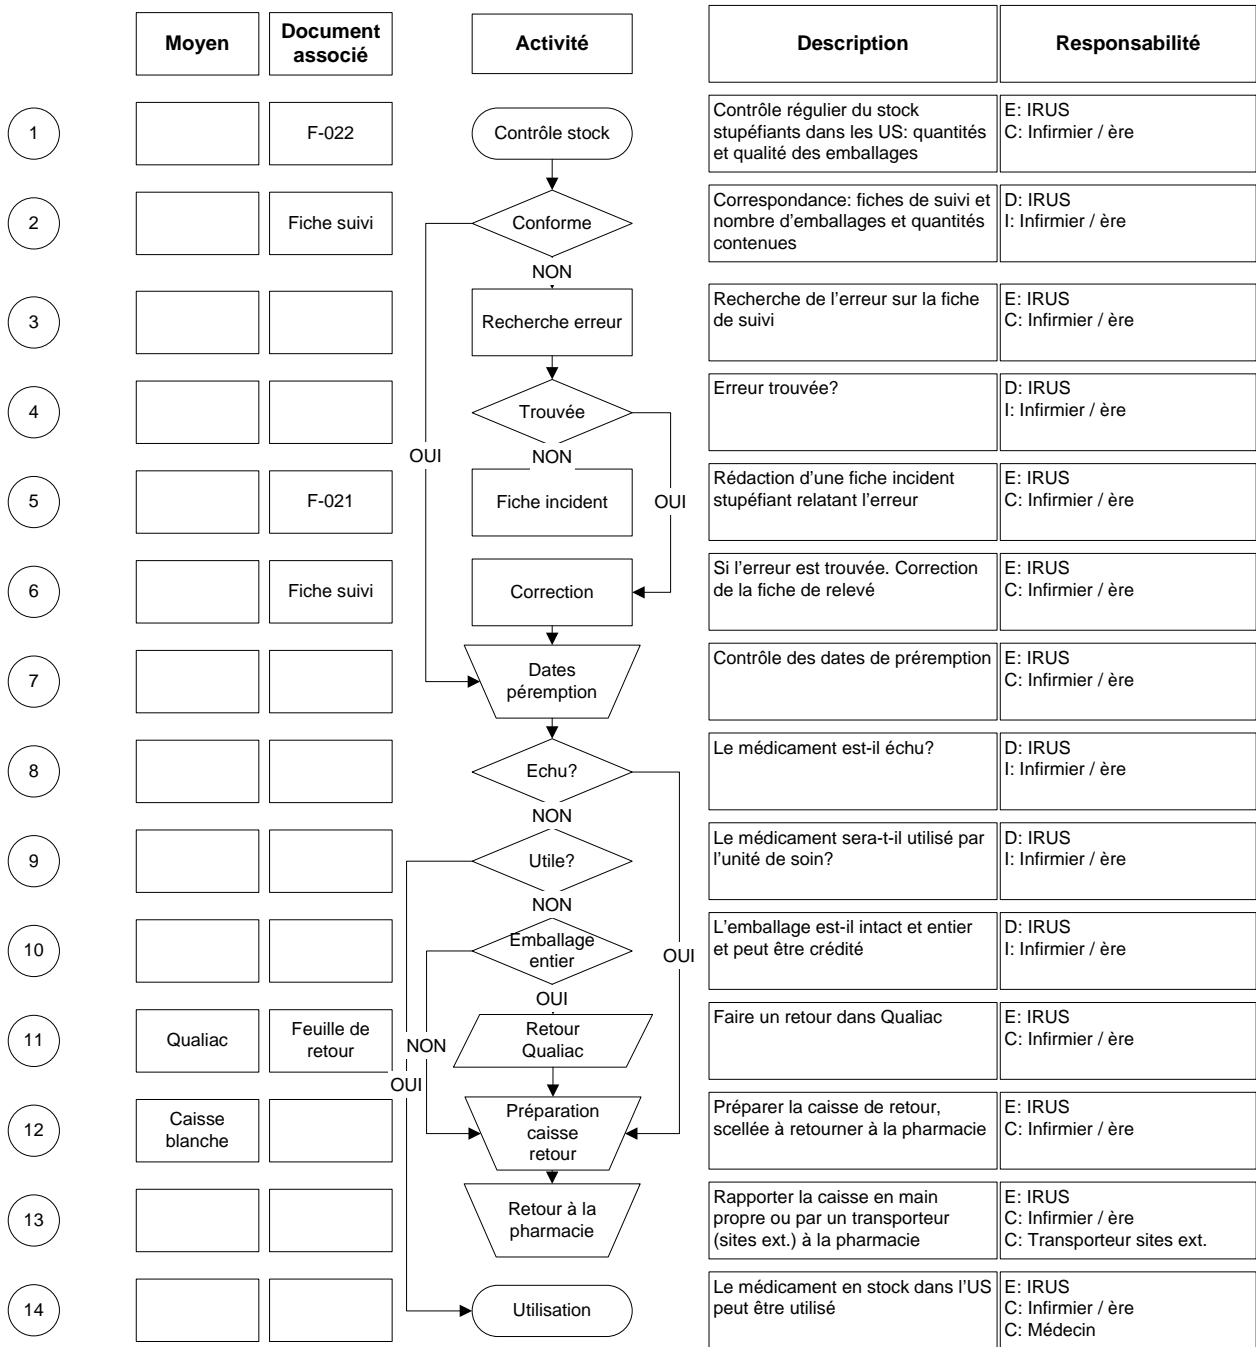 Moyen
Document
associé
Activité
Description
Responsabilité
1
F-022
Contrôle stock
Contrôle régulier du stock
stupéfiants dans les US: quantités
et qualité des emballages
E: IRUS
C: Infirmier / ère
2
Fiche suivi
Conforme
Correspondance: fiches de suivi et
nombre d'emballages et quantités
contenues
D: IRUS
I: Infirmier / ère
NON
3
Recherche erreur
Recherche de l'erreur sur la fiche
de suivi
E: IRUS
C: Infirmier / ère
4
Trouvée
Erreur trouvée?
D: IRUS
I: Infirmier / ère
OUI
NON
5
F-021
Fiche incident
OUI
Rédaction d'une fiche incident
stupéfiant relatant l'erreur
E: IRUS
C: Infirmier / ère
6
Fiche suivi
Correction
Si l'erreur est trouvée. Correction
de la fiche de relevé
E: IRUS
C: Infirmier / ère
7
Dates
péremption
Contrôle des dates de préremption
E: IRUS
C: Infirmier / ère
8
Echu?
Le médicament est-il échu?
D: IRUS
I: Infirmier / ère
NON
9
Utile?
Le médicament sera-t-il utilisé par
l'unité de soin?
D: IRUS
I: Infirmier / ère
NON
10
Emballage
entier
OUI
L'emballage est-il intact et entier
et peut être crédité
D: IRUS
I: Infirmier / ère
OUI
11
Qualiac
Feuille de
retour
NON
Retour
Qualiac
Faire un retour dans Qualiac
E: IRUS
C: Infirmier / ère
OUI
12
Caisse
blanche
Préparation
caisse
retour
Préparer la caisse de retour,
scellée à retourner à la pharmacie
E: IRUS
C: Infirmier / ère
13
Retour à la
pharmacie
Rapporter la caisse en main
propre ou par un transporteur
(sites ext.) à la pharmacie
E: IRUS
C: Infirmier / ère
C: Transporteur sites ext.
14
Utilisation
Le médicament en stock dans l'US
peut être utilisé
E: IRUS
C: Infirmier / ère
C: Médecin